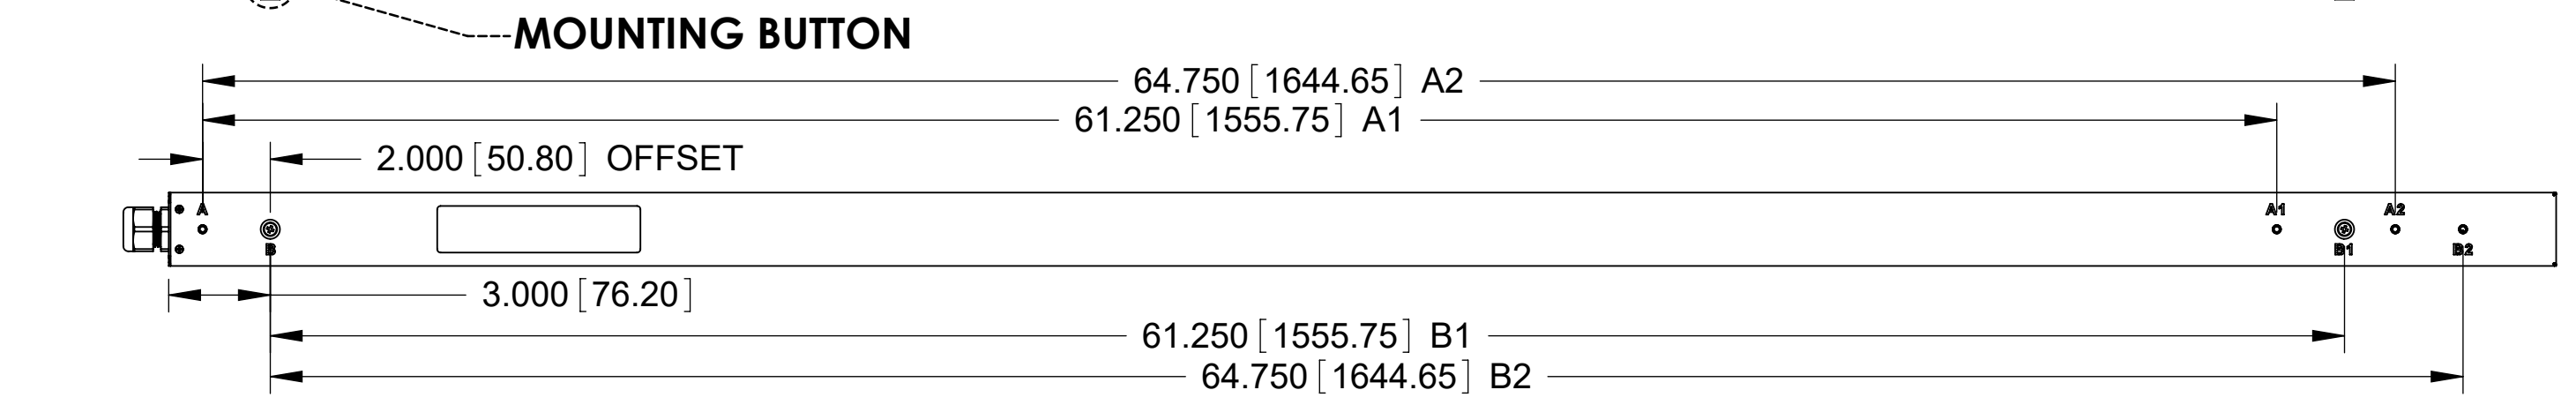 MOUNTING BUTTON
64.750 [1644.65] A2
61.250 [1555.75] A1
2.000 [50.80] OFFSET
A A1 A2
B B1 B2
3.000 [76.20]
61.250 [1555.75] B1
64.750 [1644.65] B2